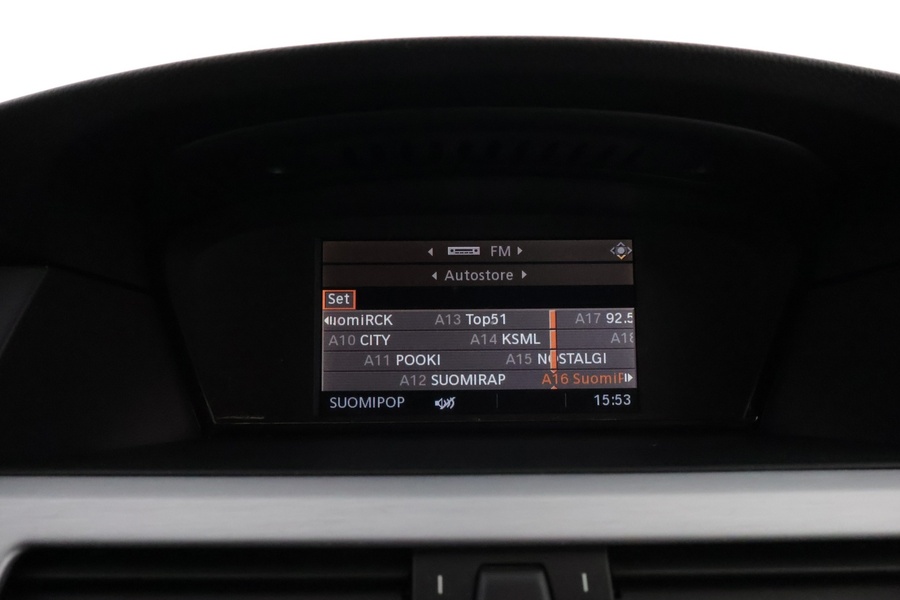 FM
Autostore
Set
uomiRCK A13 Top51 A17 92.5
A10 CITY A14 KSML A18
A11 POOKI A15 NOSTALGI
A12 SUOMIRAP A16 SuomiP
SUOMIPOP 15:53